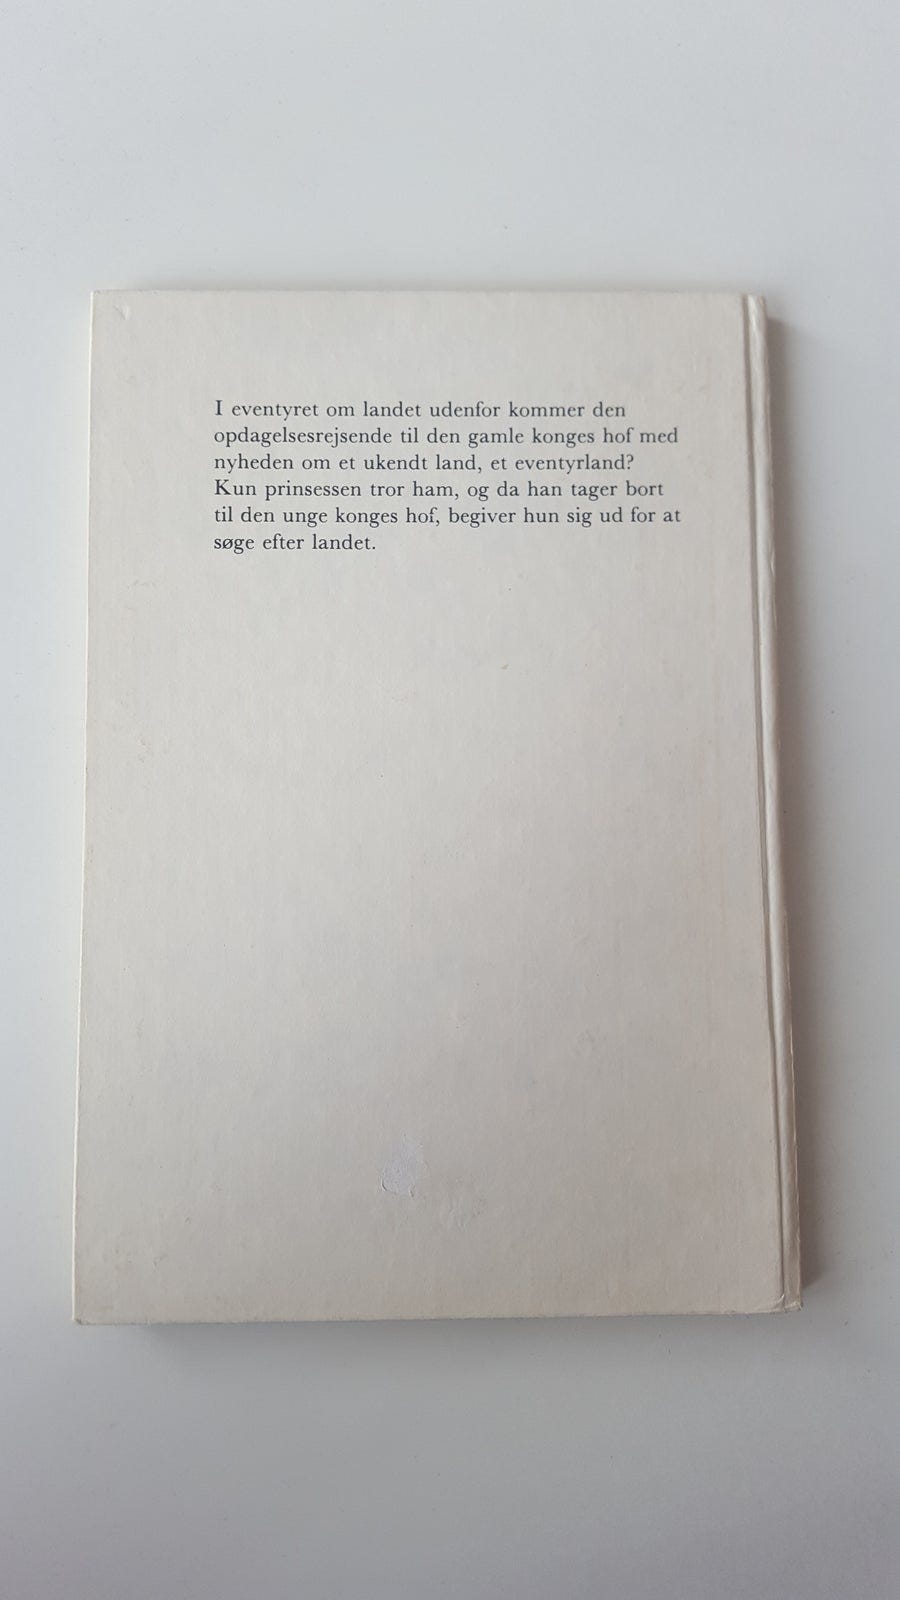 I eventyret om landet udenfor kommer den
opdagelsesrejsende til den gamle konges hof med
nyheden om et ukendt land, et eventyrland?
Kun prinsessen tror ham, og da han tager bort
til den unge konges hof, begiver hun sig ud for at
søge efter landet.